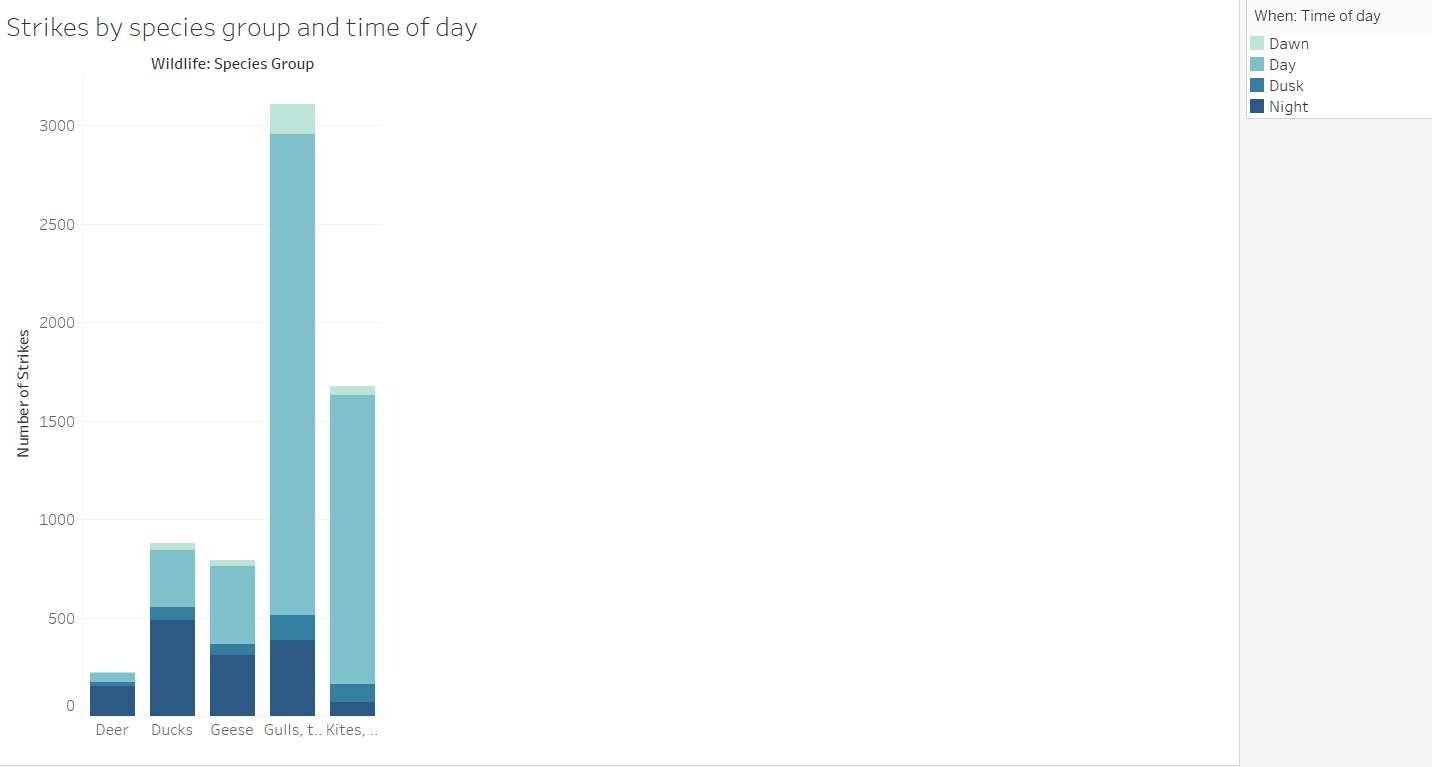 Strikes by species group and time of day
Wildlife: Species Group
Number of Strikes
3000
2500
2000
1500
1000
500
0
Deer Ducks Geese Gulls, t.. Kites, ..
When: Time of day
Dawn
Day
Dusk
Night